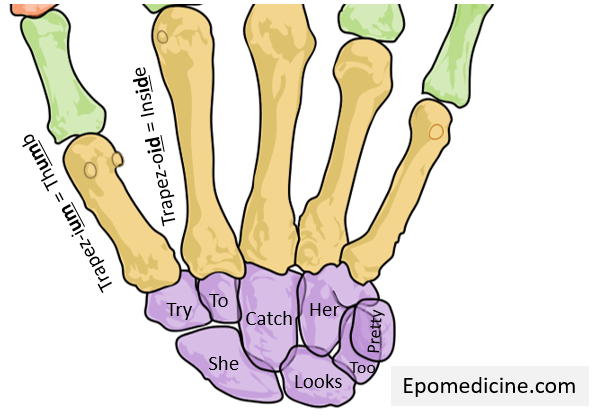 Trapez-ium = Thumb
Trapez-oid = Inside
Try
To
Catch
Her
Pretty
She
Looks
Too
Epomedicine.com